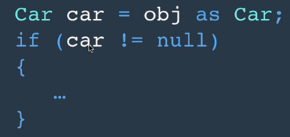 Car car = obj as Car;
if (car != null)
{
…
}